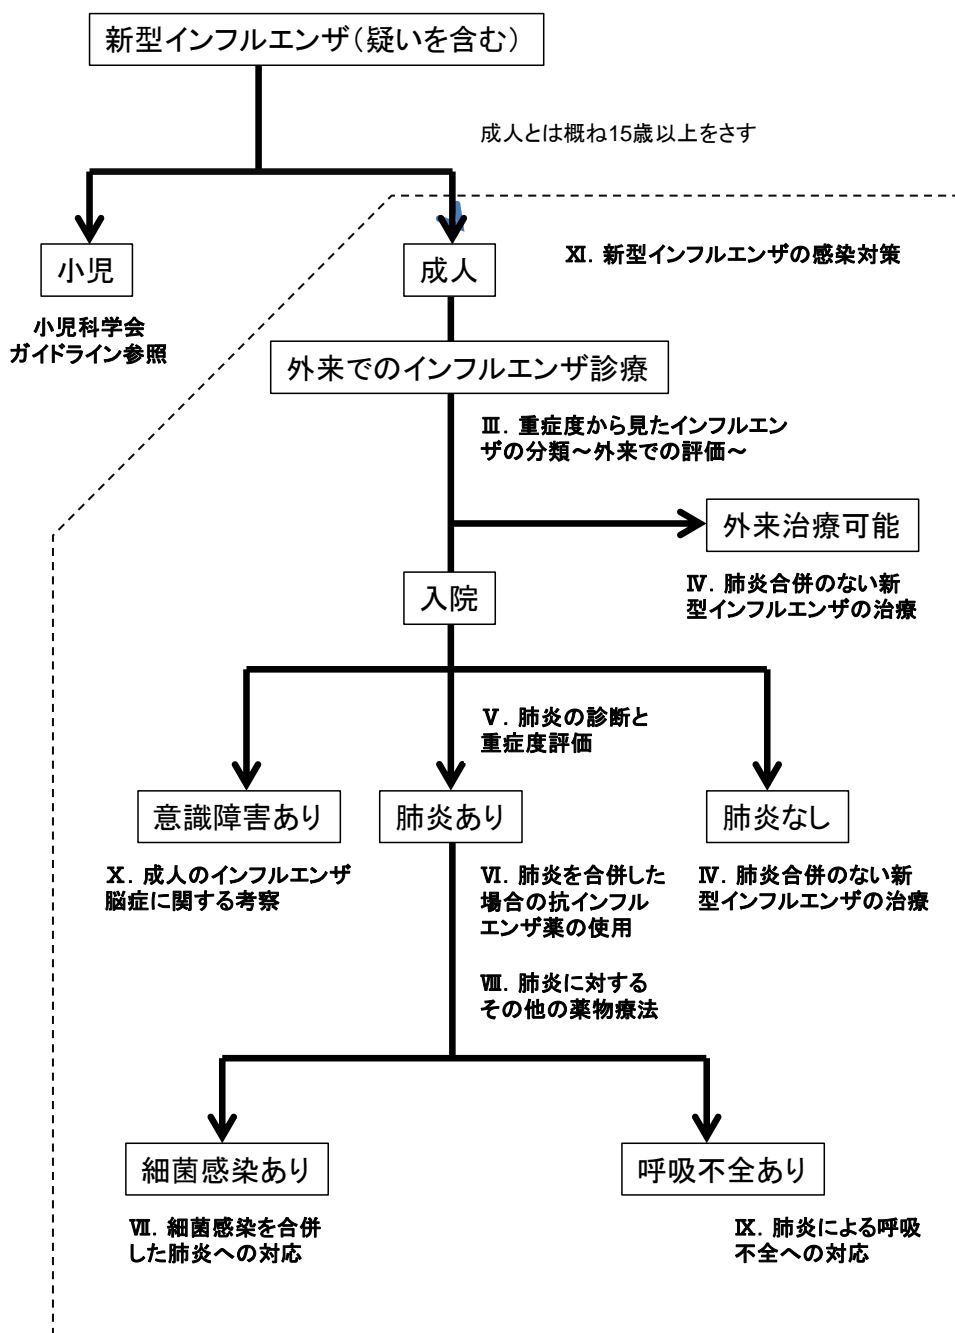 新型インフルエンザ(疑いを含む)
成人とは概ね15歳以上をさす
小児
成人
Ⅺ. 新型インフルエンザの感染対策
小児科学会
ガイドライン参照
外来でのインフルエンザ診療
Ⅲ. 重症度から見たインフルエン
ザの分類~外来での評価~
外来治療可能
入院
Ⅳ. 肺炎合併のない新
型インフルエンザの治療
Ⅴ. 肺炎の診断と
重症度評価
意識障害あり
肺炎あり
肺炎なし
Ⅹ. 成人のインフルエンザ
脳症に関する考察
Ⅵ. 肺炎を合併した
場合の抗インフル
エンザ薬の使用
Ⅳ. 肺炎合併のない新
型インフルエンザの治療
Ⅷ. 肺炎に対する
その他の薬物療法
細菌感染あり
呼吸不全あり
Ⅶ. 細菌感染を合併
した肺炎への対応
Ⅸ. 肺炎による呼吸
不全への対応